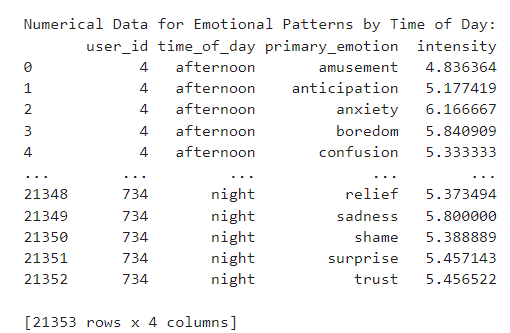 Numerical Data for Emotional Patterns by Time of Day:
user_id time_of_day primary_emotion intensity
0 4 afternoon amusement 4.836364
1 4 afternoon anticipation 5.177419
2 4 afternoon anxiety 6.166667
3 4 afternoon boredom 5.840909
4 4 afternoon confusion 5.333333
... ... ... ... ...
21348 734 night relief 5.373494
21349 734 night sadness 5.800000
21350 734 night shame 5.388889
21351 734 night surprise 5.457143
21352 734 night trust 5.456522
[21353 rows x 4 columns]